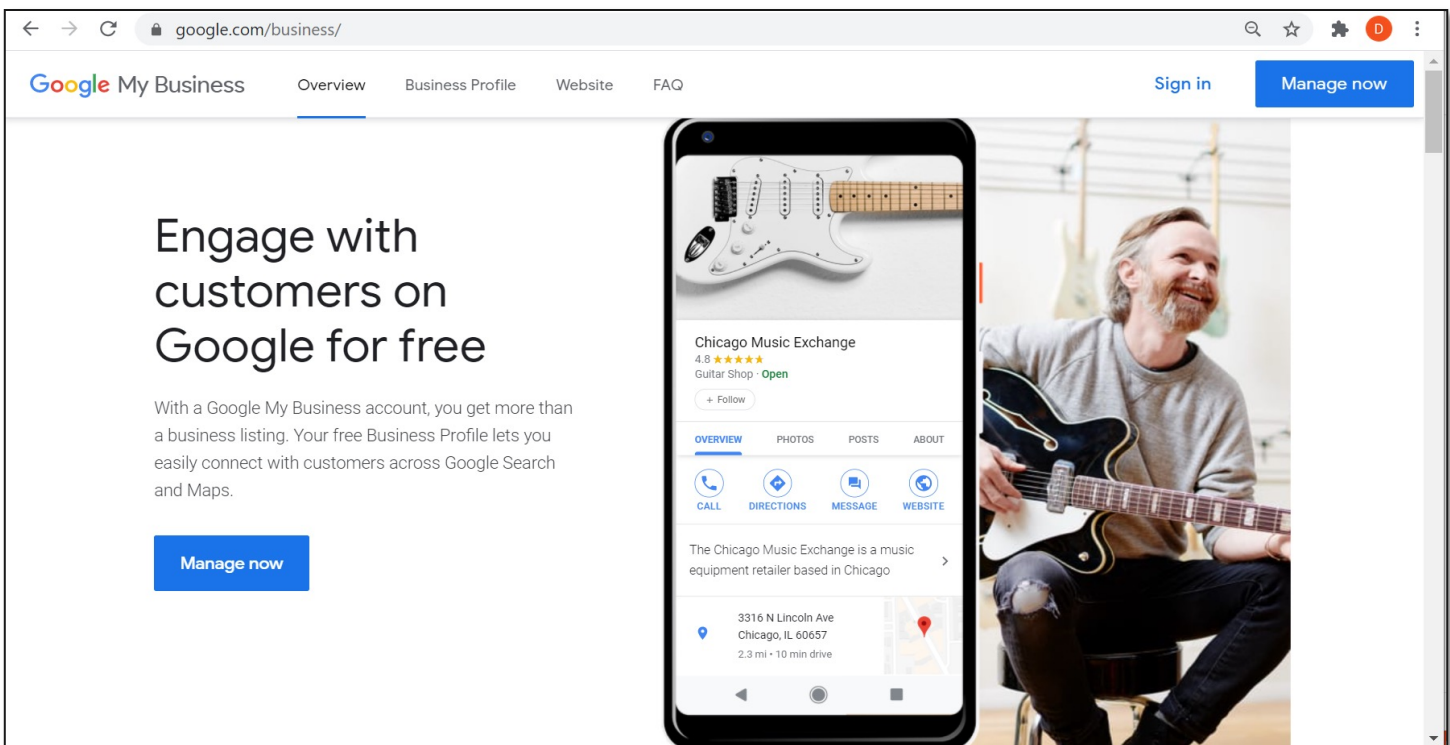 google.com/business/
D
Google My Business Overview Business Profile Website FAQ Sign in Manage now
Engage with
customers on
Google for free
With a Google My Business account, you get more than
a business listing. Your free Business Profile lets you
easily connect with customers across Google Search
and Maps.
Manage now
Chicago Music Exchange
4.8
Guitar Shop · Open
+ Follow
OVERVIEW PHOTOS POSTS ABOUT
CALL DIRECTIONS MESSAGE WEBSITE
The Chicago Music Exchange is a music
equipment retailer based in Chicago
3316 N Lincoln Ave
Chicago, IL 60657
2.3 mi • 10 min drive